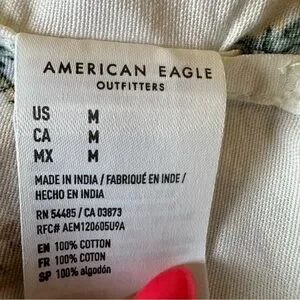 AMERICAN EAGLE
OUTFITTERS
US M
CA M
MX M
MADE IN INDIA / FABRIQUÉ EN INDE /
HECHO EN INDIA
RN 54485 / CA 03873
RFC# AEM120605U9A
EN 100% COTTON
FR 100% COTON
SP 100% algodón